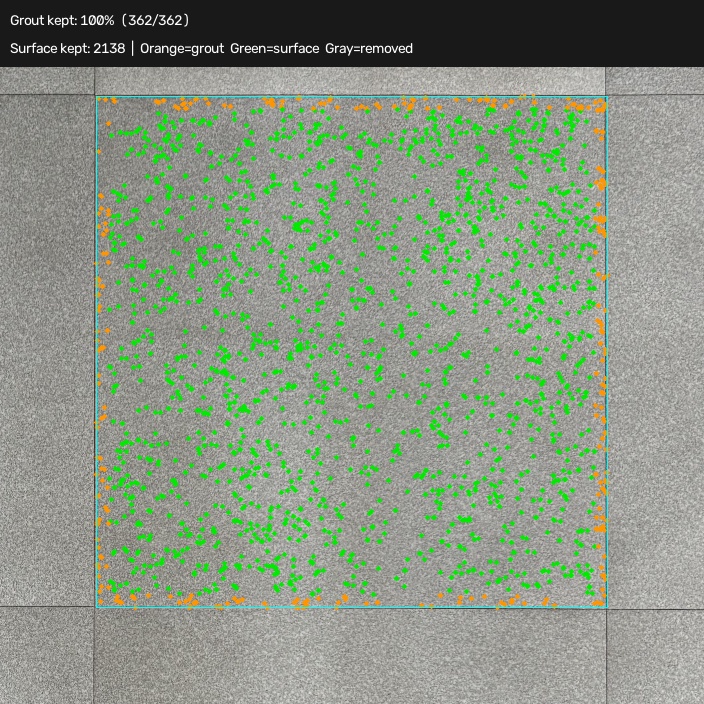 Grout kept: 100%  (362/362)
Surface kept: 2138 | Orange=grout  Green=surface  Gray=removed